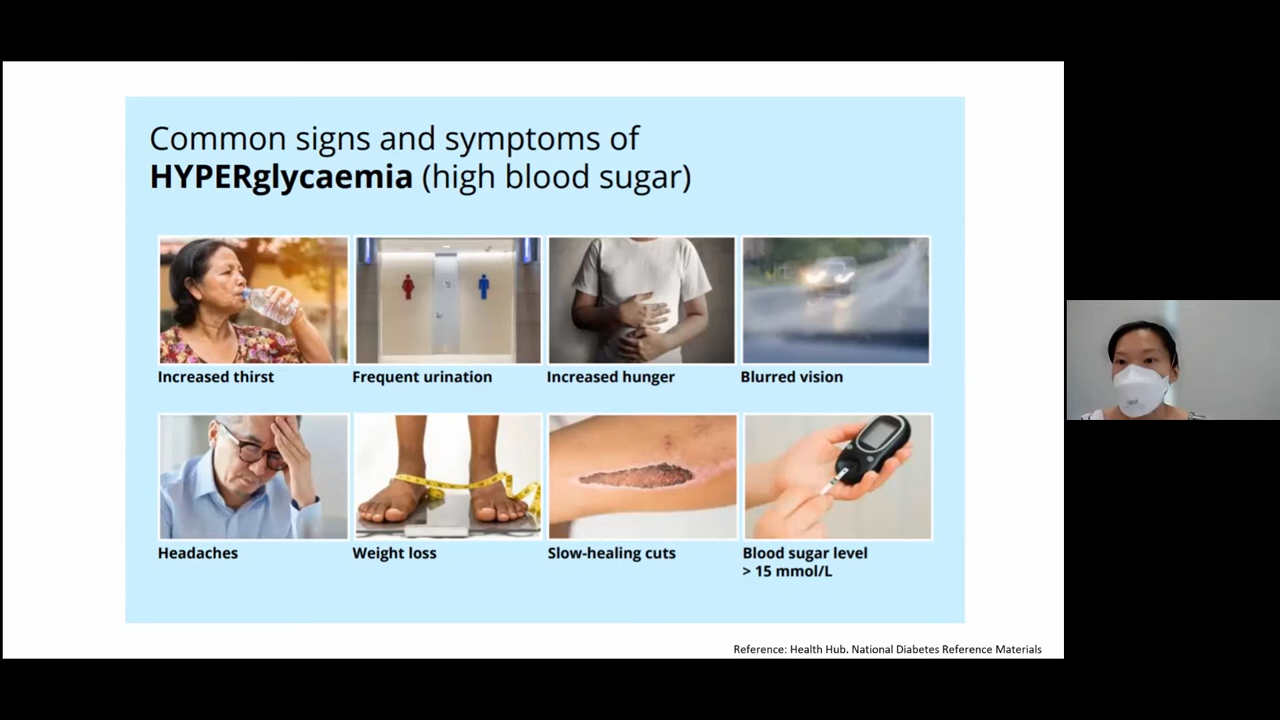 Common signs and symptoms of
HYPERglycaemia (high blood sugar)
Increased thirst
Frequent urination
Increased hunger
Blurred vision
Headaches
Weight loss
Slow-healing cuts
Blood sugar level
> 15 mmol/L
Reference: Health Hub. National Diabetes Reference Materials